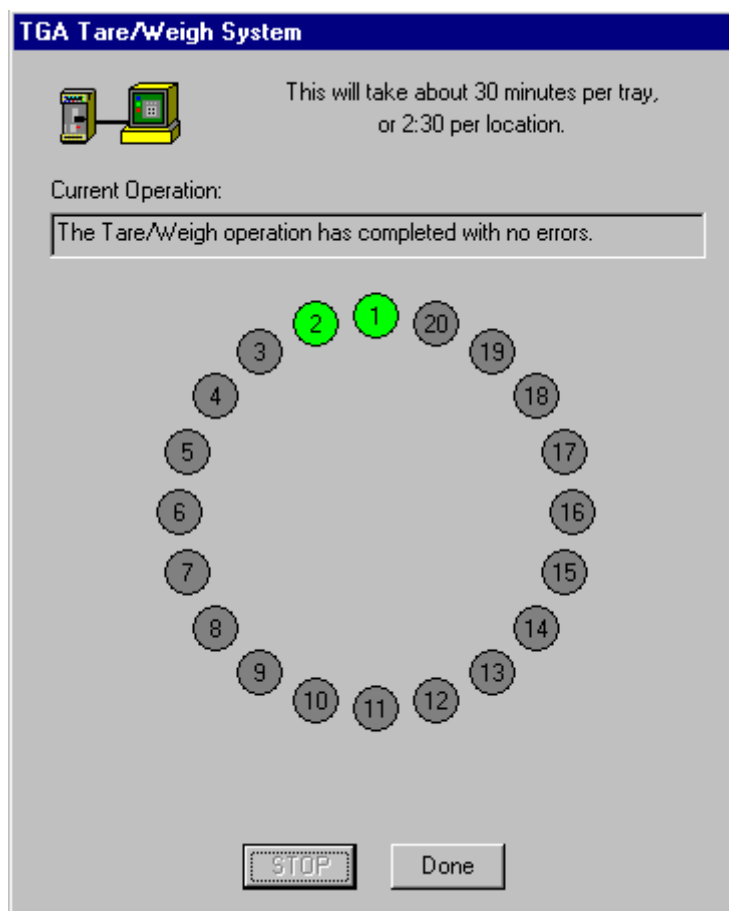 TGA Tare/Weigh System
This will take about 30 minutes per tray,
or 2:30 per location.
Current Operation:
The Tare/Weigh operation has completed with no errors.
1
2
3
4
5
6
7
8
9
10
11
12
13
14
15
16
17
18
19
20
STOP
Done